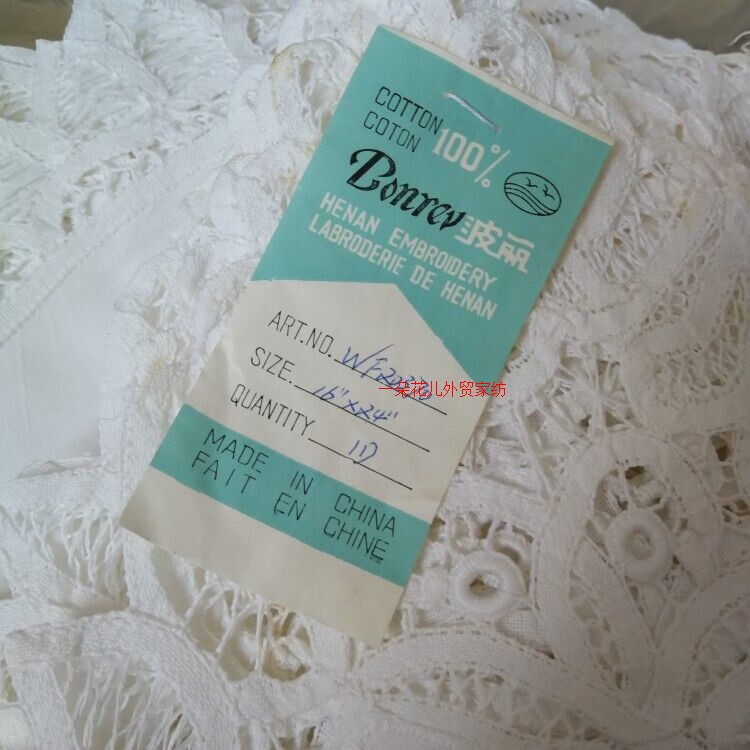 COTTON
COTON
100%
Bonrev 波丽
HENAN EMBROIDERY
LABRODERIE DE HENAN
ART.NO.
SIZE. 16"x24"
QUANTITY 1D
MADE IN CHINA
FAIT EN CHINE
一朵花儿外贸家纺